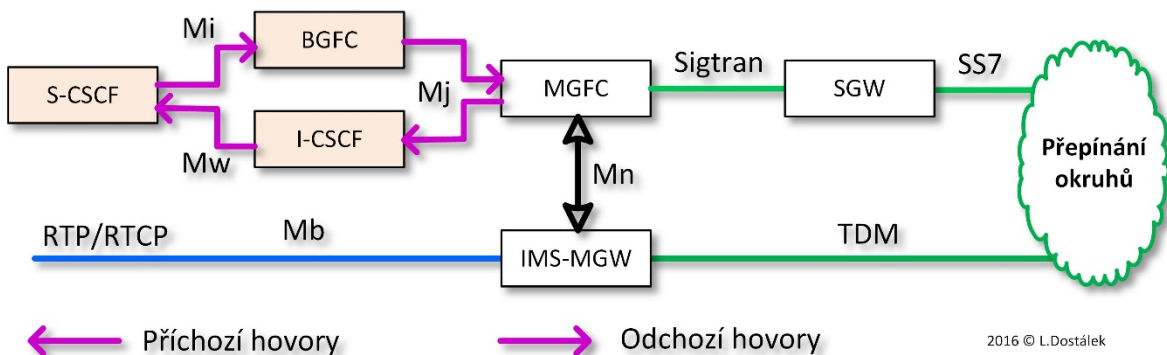 Mi
BGFC
S-CSCF
Mj
MGFC
Sigtran
SGW
SS7
I-CSCF
Mw
Mn
Přepínání
okruhů
RTP/RTCP
Mb
IMS-MGW
TDM
Příchozí hovory
Odchozí hovory
2016 © L.Dostálek